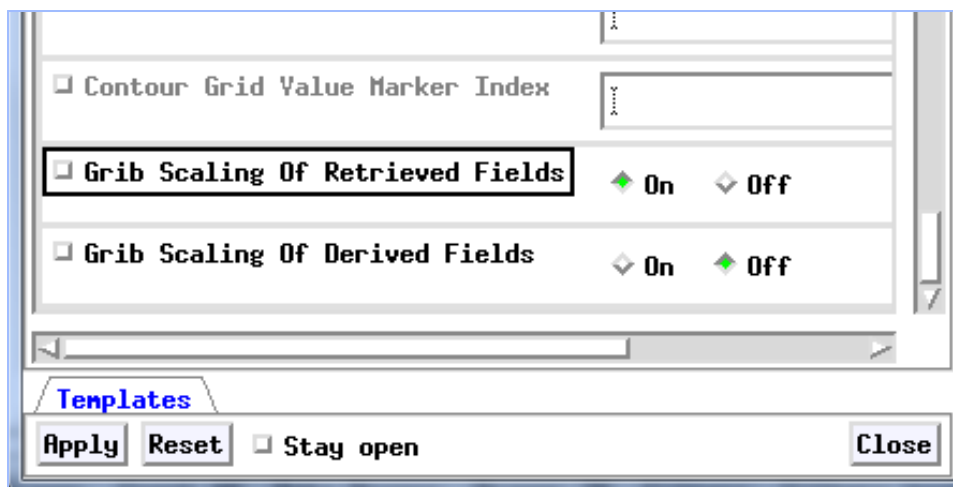 Contour Grid Value Marker Index
Grib Scaling Of Retrieved Fields On Off
Grib Scaling Of Derived Fields On Off
Templates
Apply Reset Stay open Close